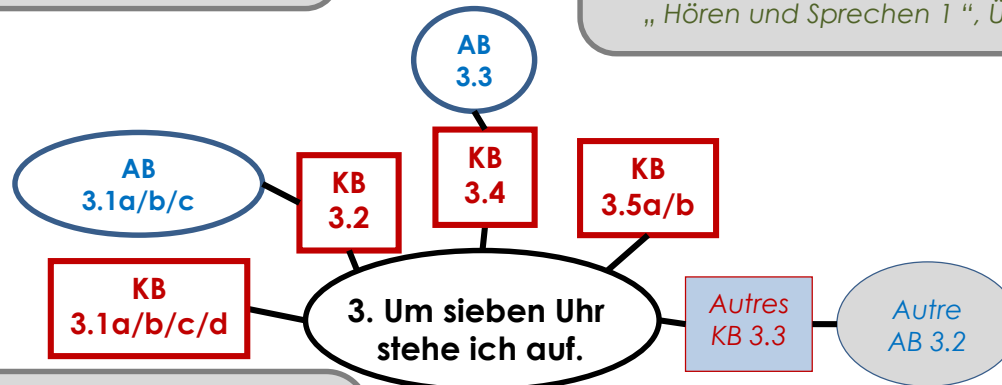 „ Hören und Sprechen 1 “, Ü
AB
3.3
AB
3.1a/b/c
KB
3.2
KB
3.4
KB
3.5a/b
KB
3.1a/b/c/d
3. Um sieben Uhr
stehe ich auf.
Autres
KB 3.3
Autre
AB 3.2